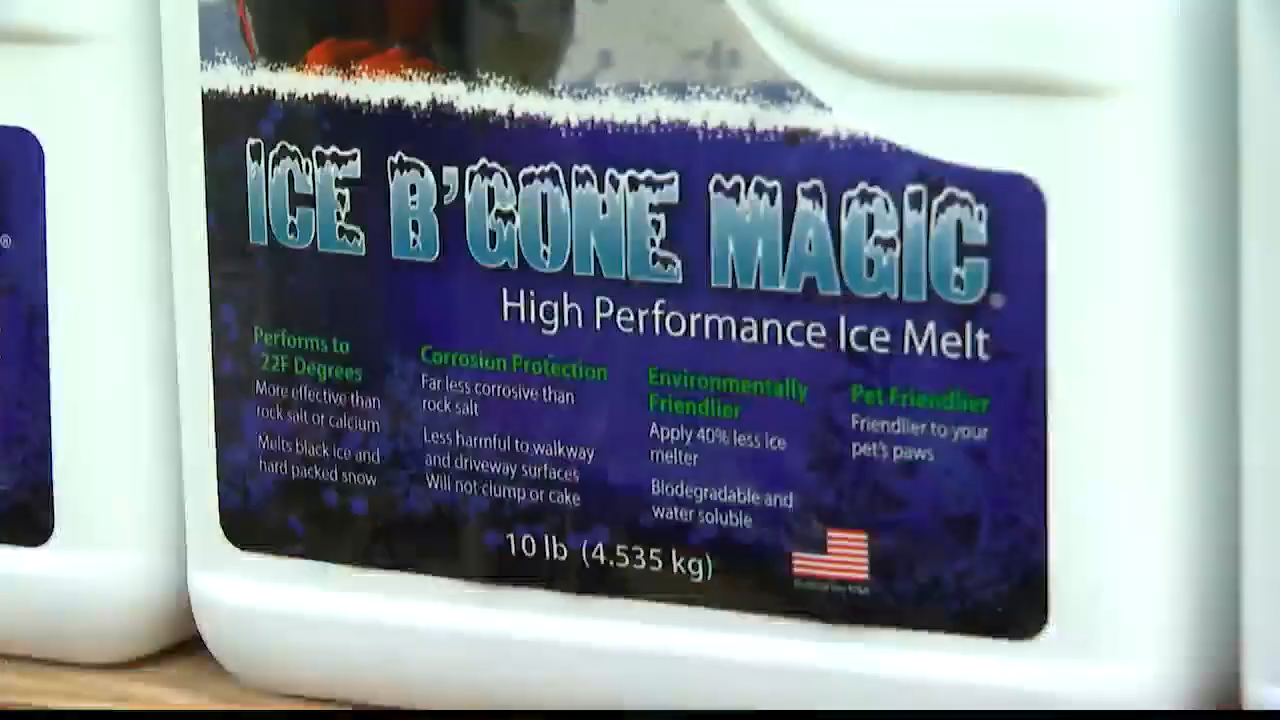 ®
ICE B'GONE MAGIC®
High Performance Ice Melt
Performs to
22F Degrees
More effective than
rock salt or calcium
Melts black ice and
hard packed snow
Corrosion Protection
Far less corrosive than
rock salt
Less harmful to walkway
and driveway surfaces
Will not clump or cake
Environmentally
Friendlier
Apply 40% less ice
melter
Biodegradable and
water soluble
Pet Friendlier
Friendlier to your
pet's paws
10 lb (4.535 kg)